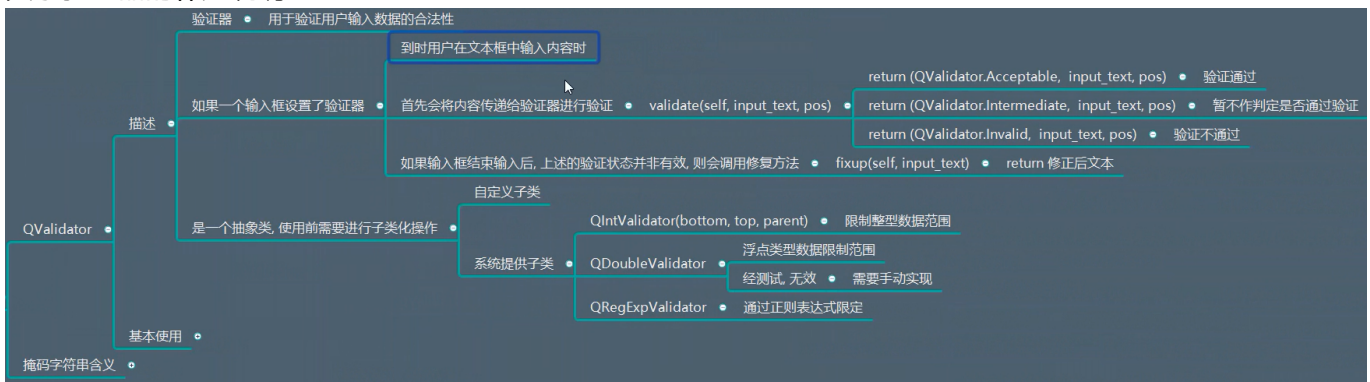 验证器 用于验证用户输入数据的合法性
到时用户在文本框中输入内容时
return (QValidator.Acceptable, input_text, pos) 验证通过
如果一个输入框设置了验证器 首先会将内容传递给验证器进行验证 validate(self, input_text, pos) return (QValidator.Intermediate, input_text, pos) 暂不作判定是否通过验证
描述
return (QValidator.Invalid, input_text, pos) 验证不通过
如果输入框结束输入后, 上述的验证状态并非有效, 则会调用修复方法 fixup(self, input_text) return 修正后文本
自定义子类
QValidator 是一个抽象类, 使用前需要进行子类化操作 QIntValidator(bottom, top, parent) 限制整型数据范围
浮点类型数据限制范围
系统提供子类 QDoubleValidator
经测试, 无效 需要手动实现
QRegExpValidator 通过正则表达式限定
基本使用
掩码字符串含义